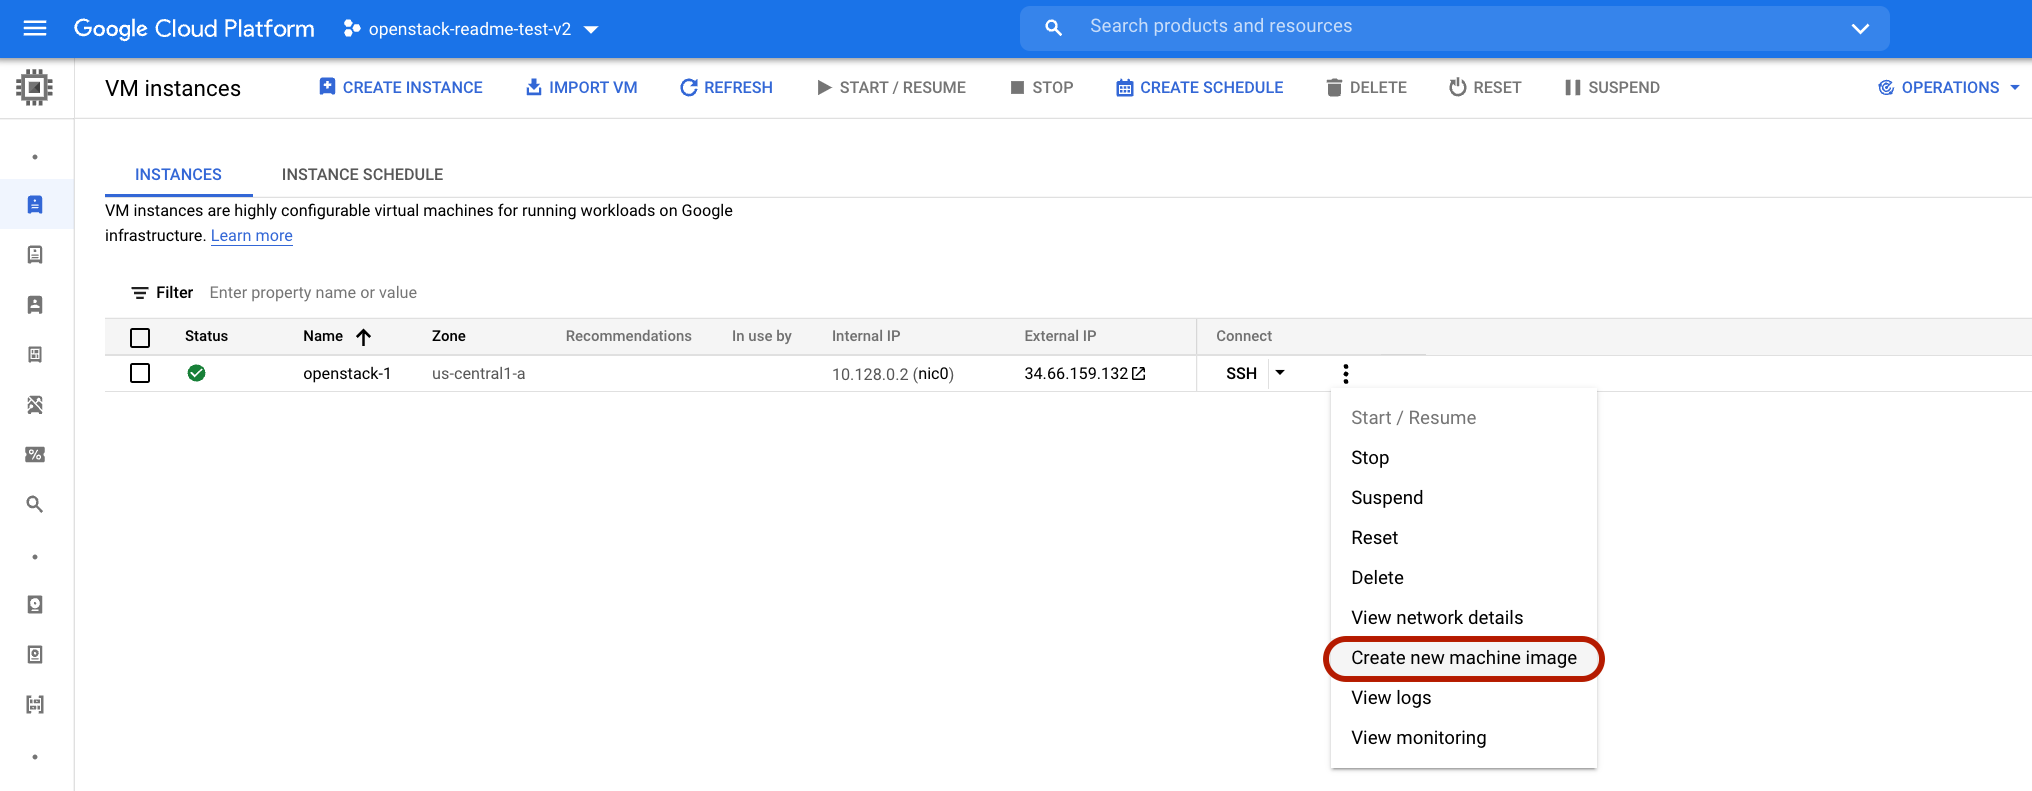 Google Cloud Platform openstack-readme-test-v2 Search products and resources
VM instances CREATE INSTANCE IMPORT VM REFRESH START / RESUME STOP CREATE SCHEDULE DELETE RESET SUSPEND OPERATIONS
INSTANCES INSTANCE SCHEDULE
VM instances are highly configurable virtual machines for running workloads on Google
infrastructure. Learn more
Filter Enter property name or value
Status Name Zone Recommendations In use by Internal IP External IP Connect
openstack-1 us-central1-a 10.128.0.2 (nic0) 34.66.159.132 SSH
Start / Resume
Stop
Suspend
Reset
Delete
View network details
Create new machine image
View logs
View monitoring